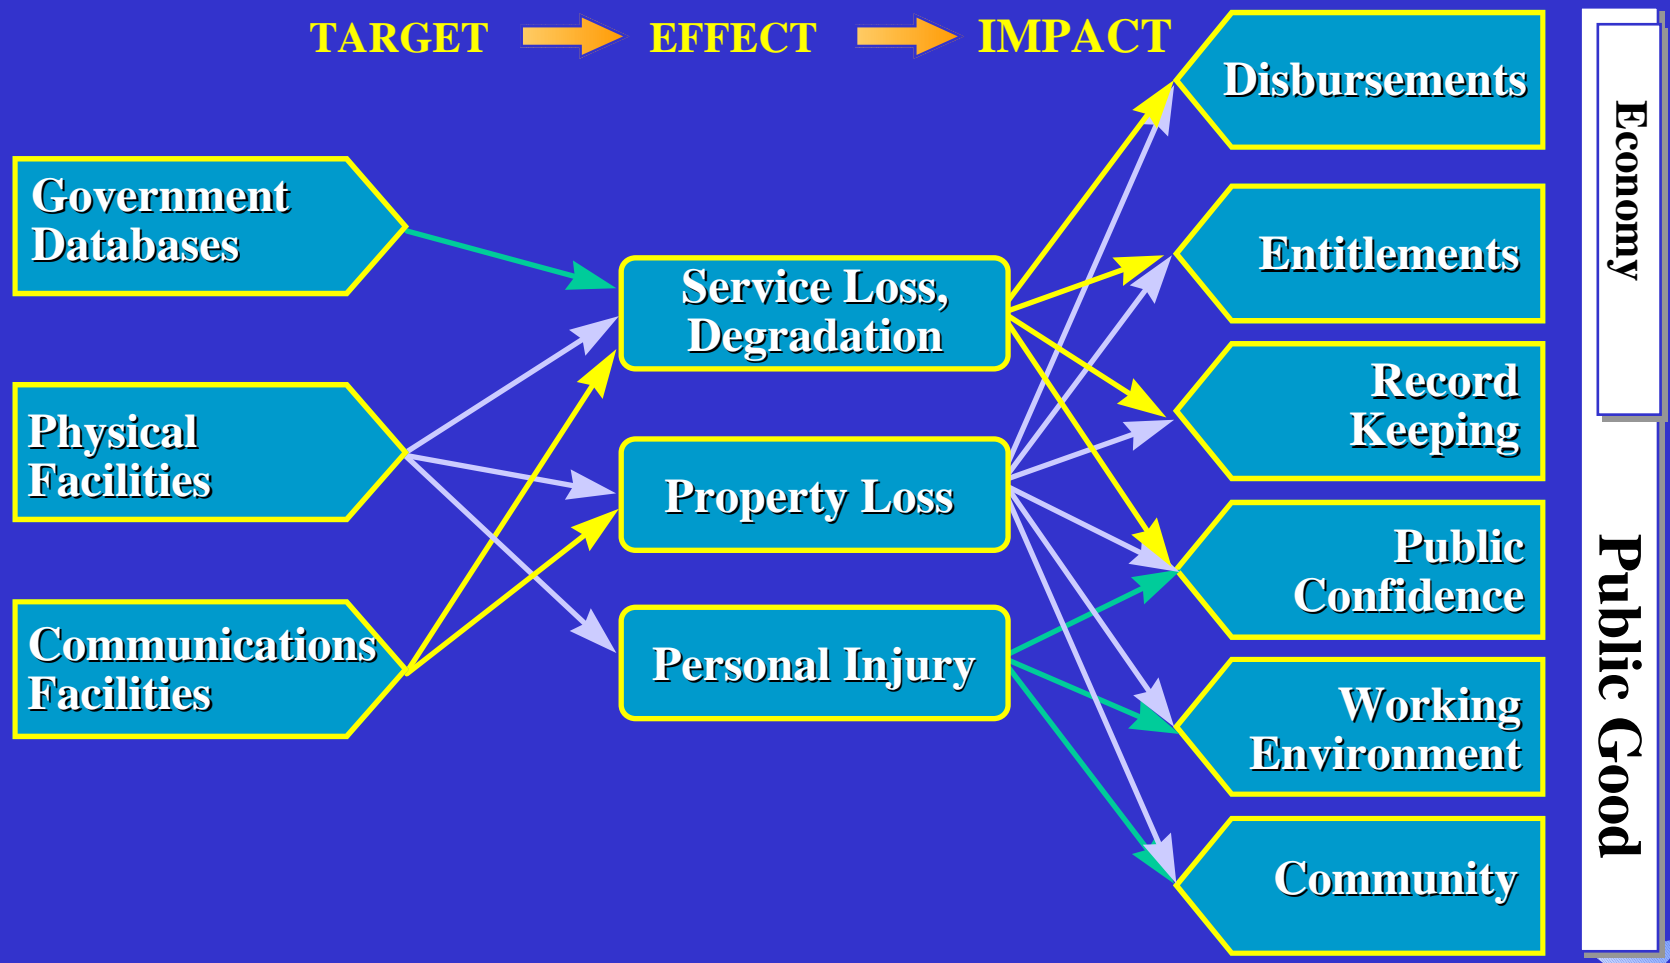 TARGET EFFECT IMPACT
Government
Databases
Physical
Facilities
Communications
Facilities
Service Loss,
Degradation
Property Loss
Personal Injury
Disbursements
Entitlements
Record
Keeping
Public
Confidence
Working
Environment
Community
Economy
Public Good